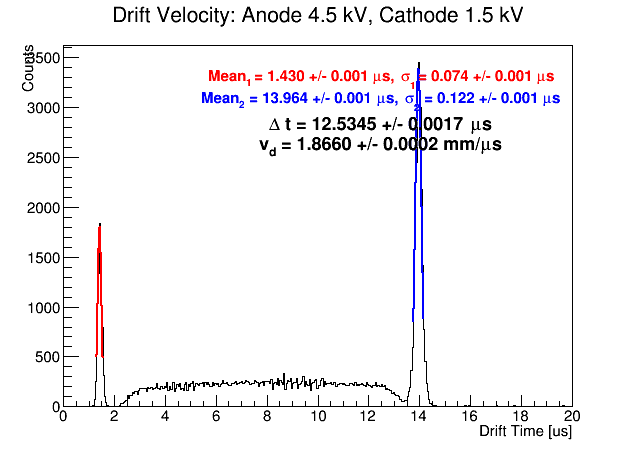 Drift Velocity: Anode 4.5 kV, Cathode 1.5 kV
Counts
Mean1 = 1.430 +/- 0.001 μs, σ1 = 0.074 +/- 0.001 μs
Mean2 = 13.964 +/- 0.001 μs, σ2 = 0.122 +/- 0.001 μs
Δ t = 12.5345 +/- 0.0017 μs
vd = 1.8660 +/- 0.0002 mm/μs
3500
3000
2500
2000
1500
1000
500
0
0 2 4 6 8 10 12 14 16 18 20
Drift Time [us]